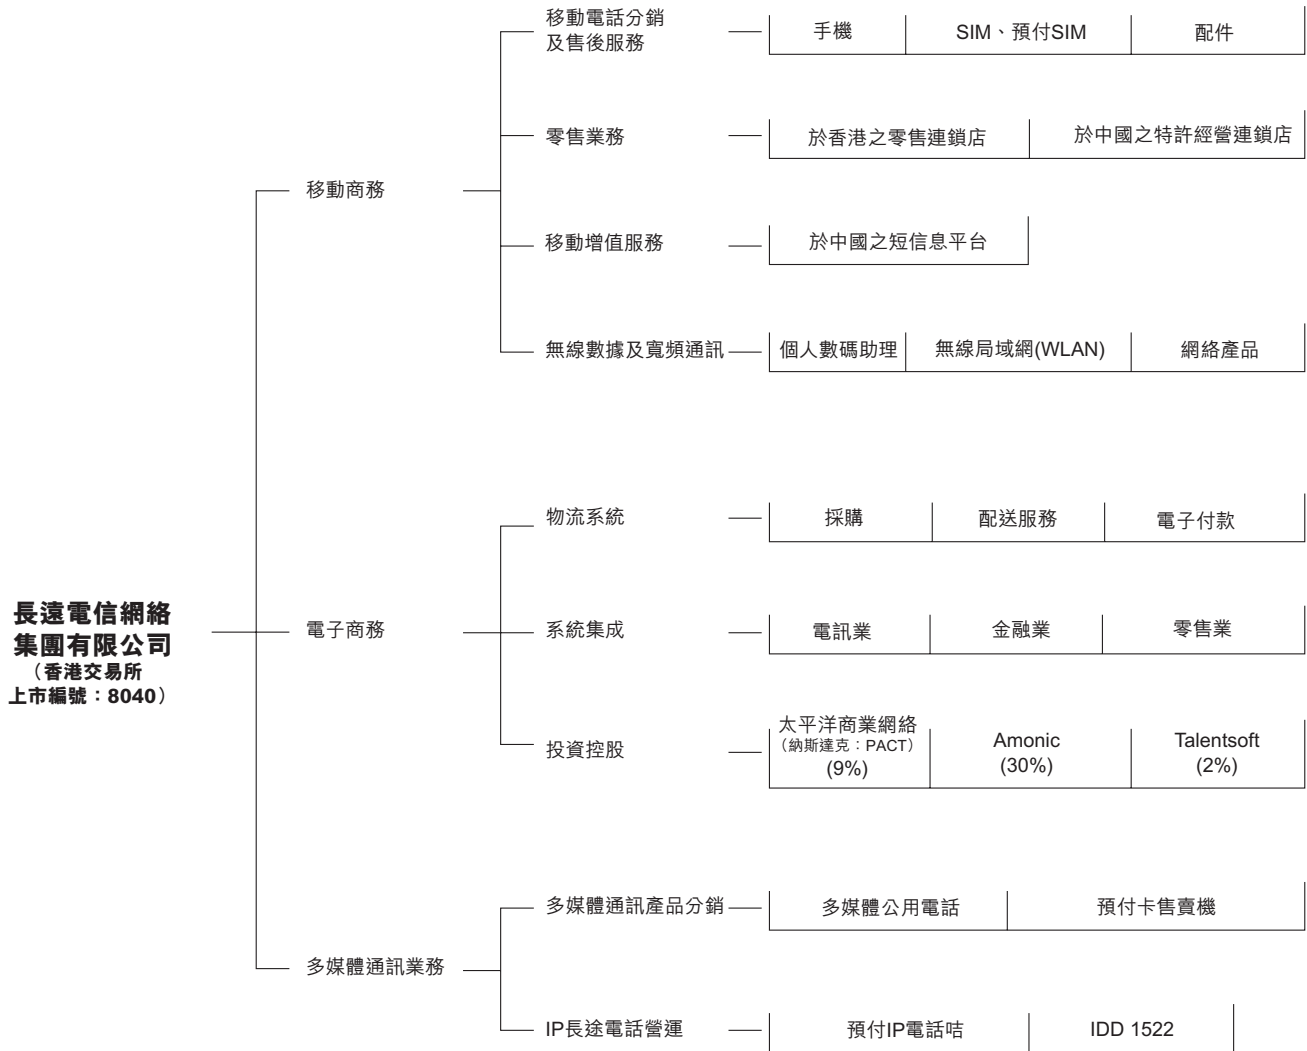 移動電話分銷
及售後服務
手機
SIM、預付SIM
配件
零售業務
於香港之零售連鎖店
於中國之特許經營連鎖店
移動商務
移動增值服務
於中國之短信息平台
無線數據及寬頻通訊
個人數碼助理
無線局域網(WLAN)
網絡產品
物流系統
採購
配送服務
電子付款
長遠電信網絡
集團有限公司
（香港交易所
上市編號：8040）
電子商務
系統集成
電訊業
金融業
零售業
投資控股
太平洋商業網絡
（納斯達克：PACT）
(9%)
Amonic
(30%)
Talentsoft
(2%)
多媒體通訊業務
多媒體通訊產品分銷
多媒體公用電話
預付卡售賣機
IP長途電話營運
預付IP電話咭
IDD 1522